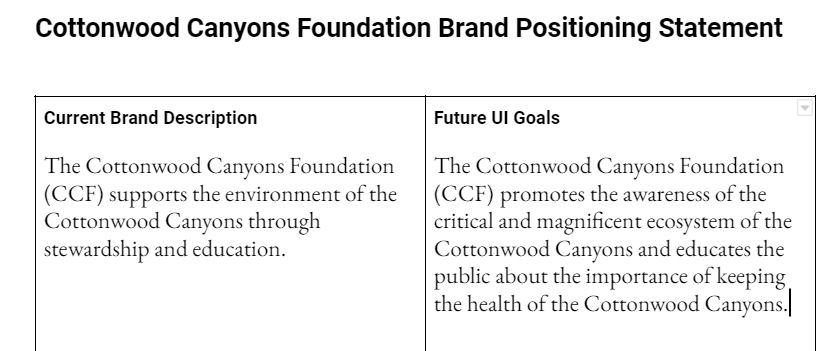 Cottonwood Canyons Foundation Brand Positioning Statement
Current Brand Description
The Cottonwood Canyons Foundation
(CCF) supports the environment of the
Cottonwood Canyons through
stewardship and education.
Future UI Goals
The Cottonwood Canyons Foundation
(CCF) promotes the awareness of the
critical and magnificent ecosystem of the
Cottonwood Canyons and educates the
public about the importance of keeping
the health of the Cottonwood Canyons.